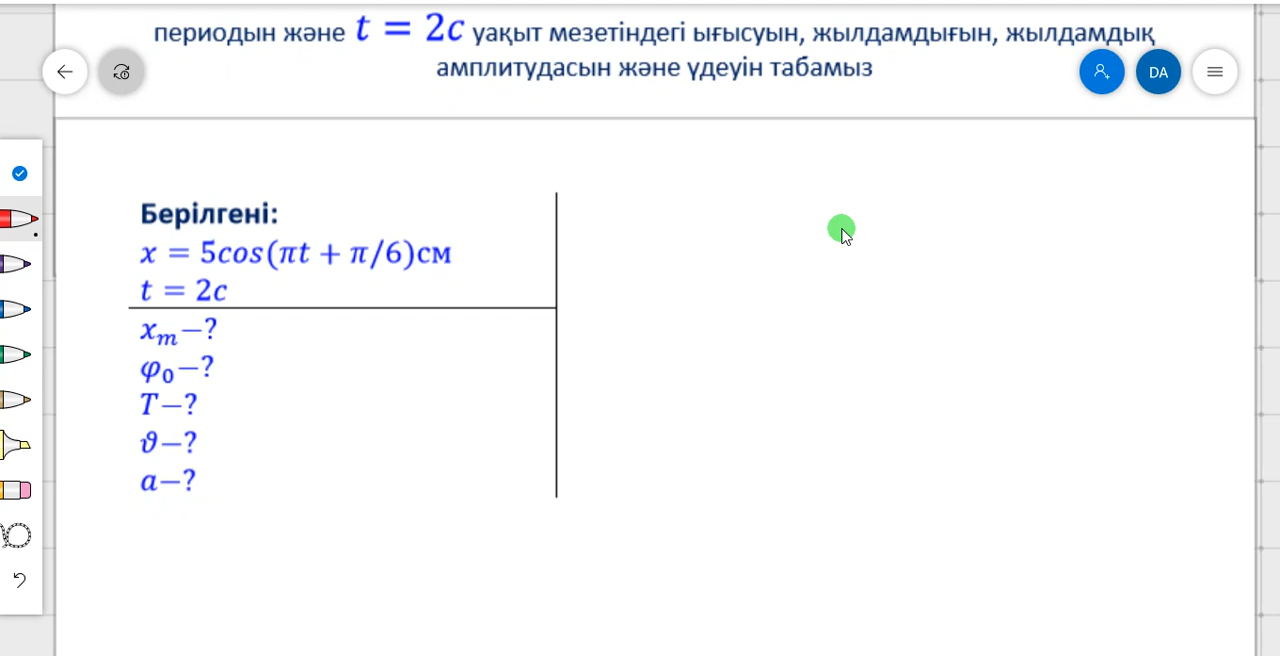 периодын және t = 2c уақыт мезетіндегі ығысуын, жылдамдығын, жылдамдық
амплитудасын және үдеуін табамыз
DA
Берілгені:
x = 5cos(πt + π/6)см
t = 2c
xₘ−?
φ₀−?
T−?
ϑ−?
a−?